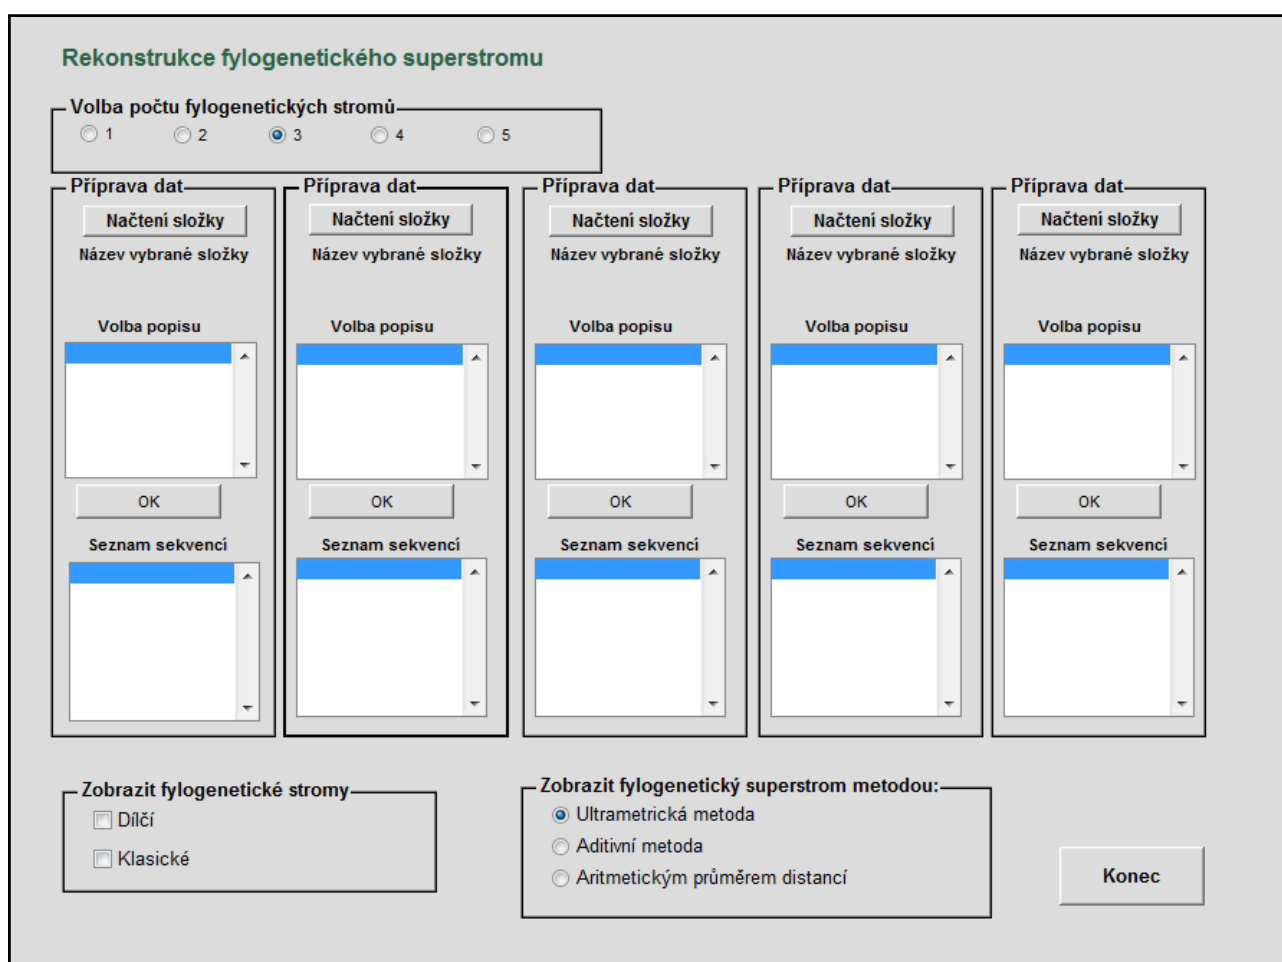 Rekonstrukce fylogenetického superstromu
Volba počtu fylogenetických stromů
1 2 3 4 5
Příprava dat Příprava dat Příprava dat Příprava dat Příprava dat
Načtení složky Načtení složky Načtení složky Načtení složky Načtení složky
Název vybrané složky Název vybrané složky Název vybrané složky Název vybrané složky Název vybrané složky
Volba popisu Volba popisu Volba popisu Volba popisu Volba popisu
OK OK OK OK OK
Seznam sekvencí Seznam sekvencí Seznam sekvencí Seznam sekvencí Seznam sekvencí
Zobrazit fylogenetické stromy
Dílčí
Klasické
Zobrazit fylogenetický superstrom metodou:
Ultrametrická metoda
Aditivní metoda
Aritmetickým průměrem distancí
Konec